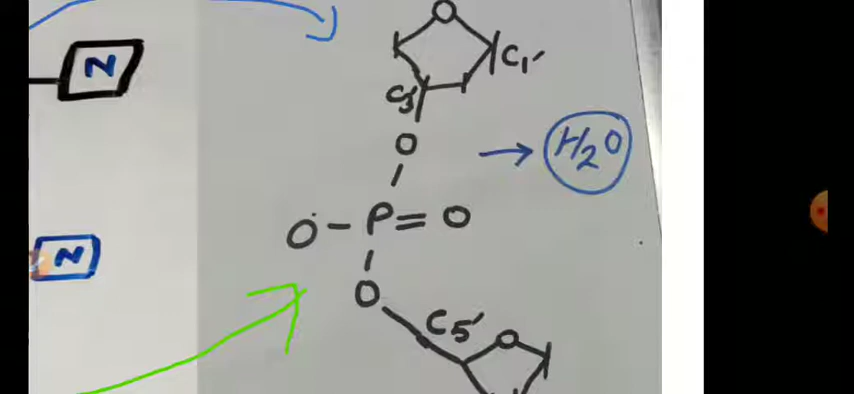 O
N
C1′
C3′
O
→ H2O
O - P = O
N
O
C5′
O